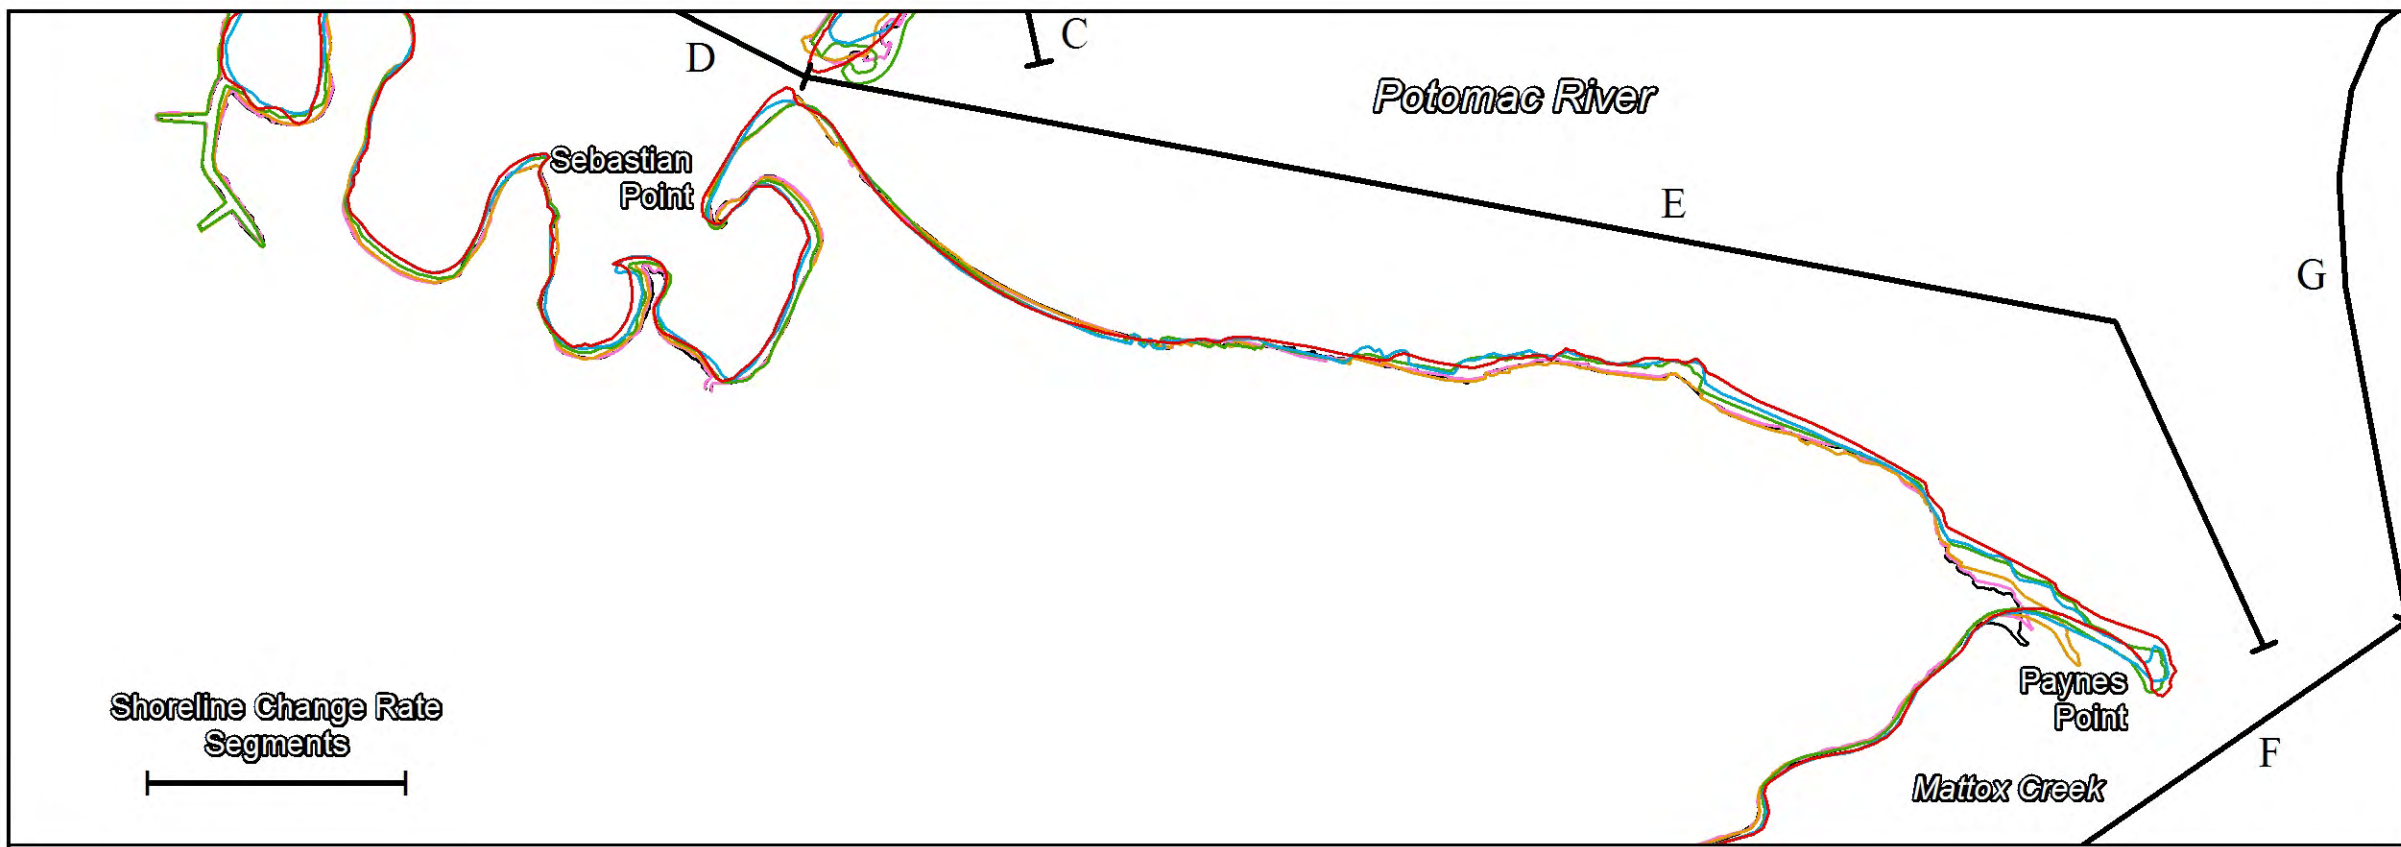 C
D
Potomac River
Sebastian
Point
E
G
Paynes
Point
Shoreline Change Rate
Segments
F
Mattox Creek